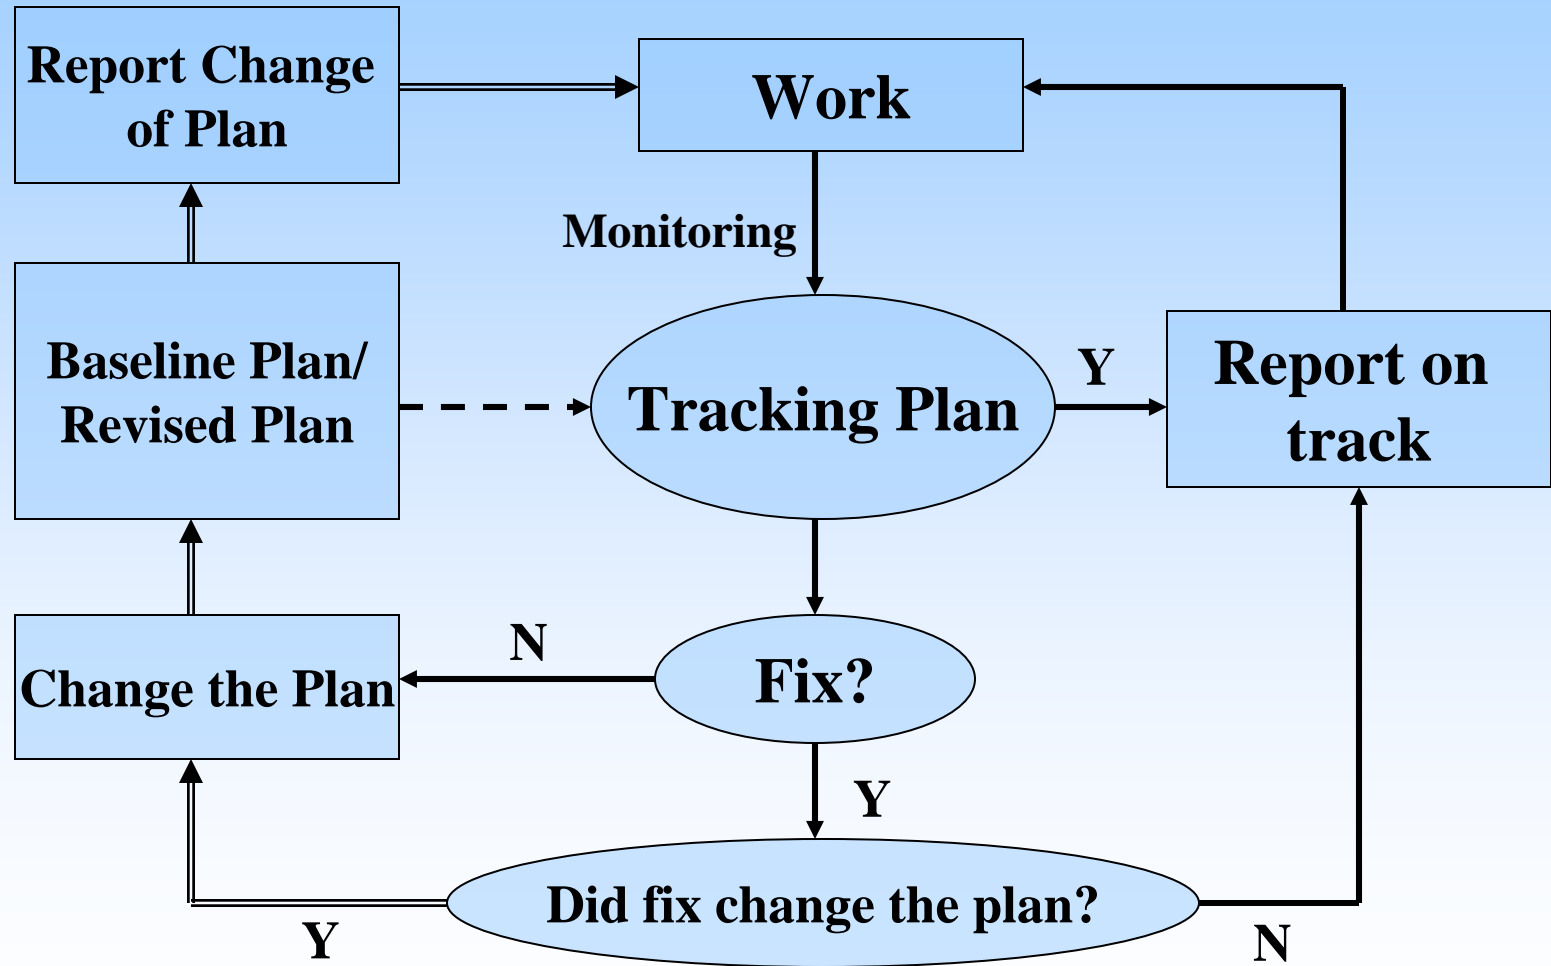 Report Change
of Plan
Work
Monitoring
Baseline Plan/
Revised Plan
Tracking Plan
Y
Report on
track
Change the Plan
N
Fix?
Y
Did fix change the plan?
Y
N